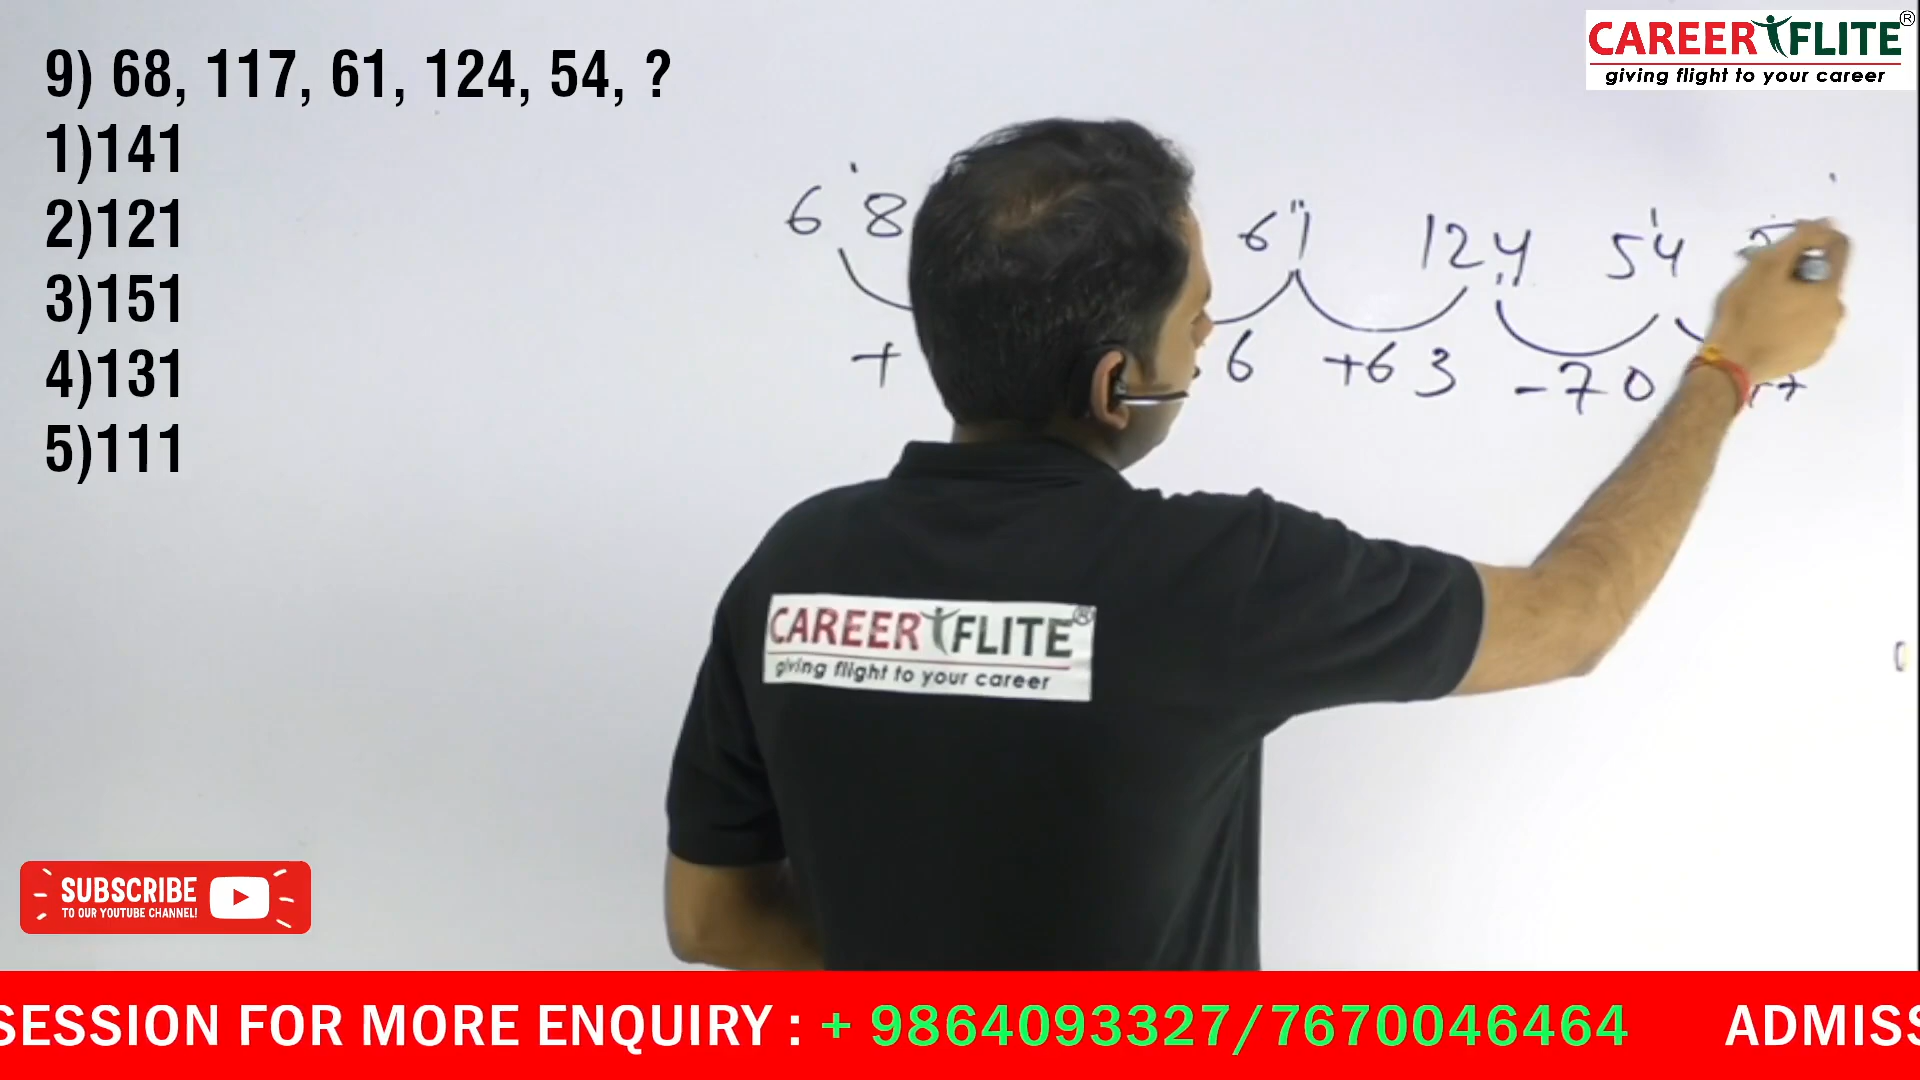 9) 68, 117, 61, 124, 54, ?
1)141
2)121
3)151
4)131
5)111
CAREER FLITE®
giving flight to your career
68 61 124 54
+ 6 +63 -70
CAREER FLITE®
giving flight to your career
SUBSCRIBE
TO OUR YOUTUBE CHANNEL!
SESSION FOR MORE ENQUIRY : + 9864093327/7670046464 ADMISS